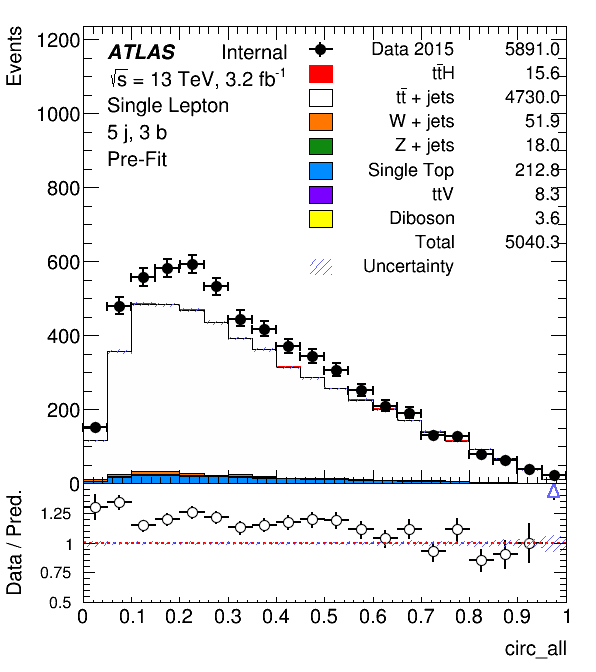 Events
1200
1000
800
600
400
200
0
ATLAS Internal
√s = 13 TeV, 3.2 fb⁻¹
Single Lepton
5 j, 3 b
Pre-Fit
Data 2015 5891.0
tt̄H 15.6
tt̄ + jets 4730.0
W + jets 51.9
Z + jets 18.0
Single Top 212.8
ttV 8.3
Diboson 3.6
Total 5040.3
Uncertainty
Data / Pred.
1.25
1
0.75
0.5
0 0.1 0.2 0.3 0.4 0.5 0.6 0.7 0.8 0.9 1
circ_all